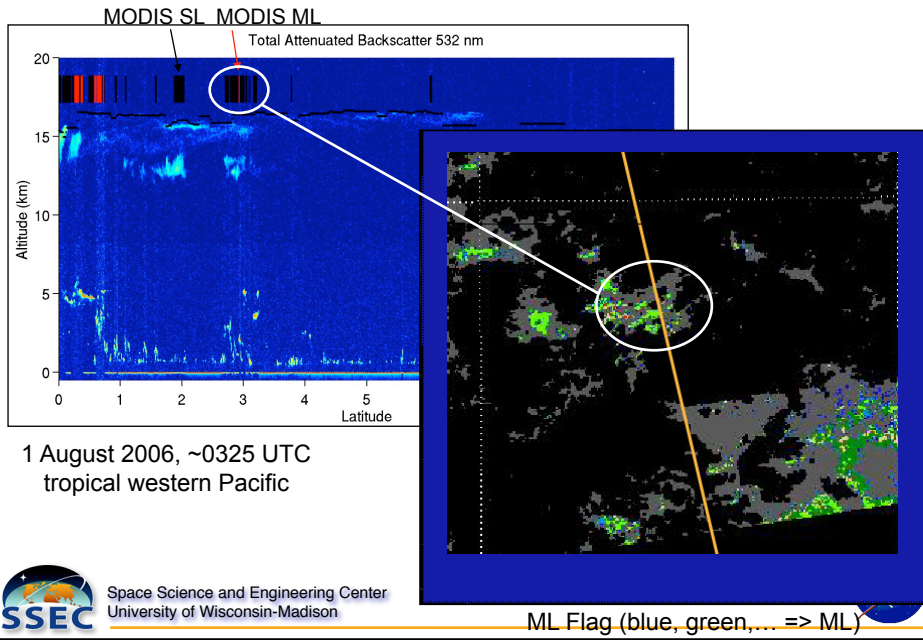 MODIS SL MODIS ML
Total Attenuated Backscatter 532 nm
20
15
10
5
0
Altitude (km)
0 1 2 3 4 5
Latitude
1 August 2006, ~0325 UTC
tropical western Pacific
SSEC
Space Science and Engineering Center
University of Wisconsin-Madison
ML Flag (blue, green,… => ML)